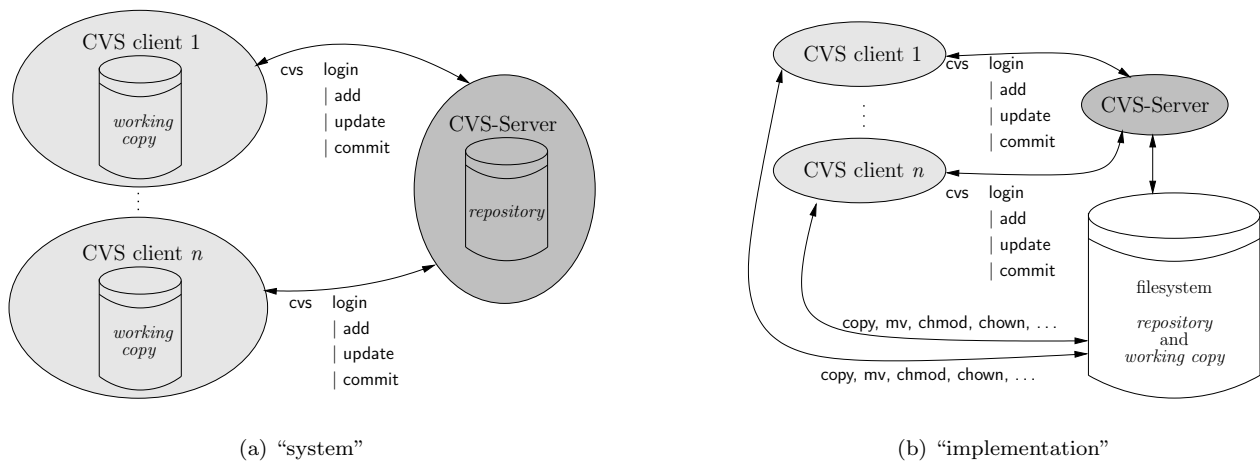 CVS client 1
working
copy
cvs login
| add
| update
| commit
CVS-Server
repository
CVS client n
working
copy
cvs login
| add
| update
| commit
(a) “system”
CVS client 1
cvs login
| add
| update
| commit
CVS-Server
CVS client n
cvs login
| add
| update
| commit
filesystem
repository
and
working copy
copy, mv, chmod, chown, . . .
copy, mv, chmod, chown, . . .
(b) “implementation”